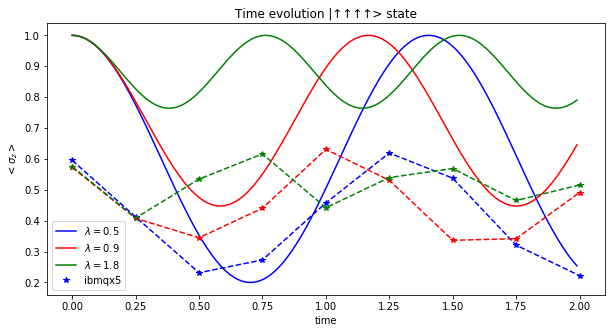 Time evolution |↑↑↑↑> state
1.0
0.9
0.8
0.7
0.6
0.5
0.4
0.3
0.2
< σz >
λ = 0.5
λ = 0.9
λ = 1.8
ibmqx5
0.00 0.25 0.50 0.75 1.00 1.25 1.50 1.75 2.00
time